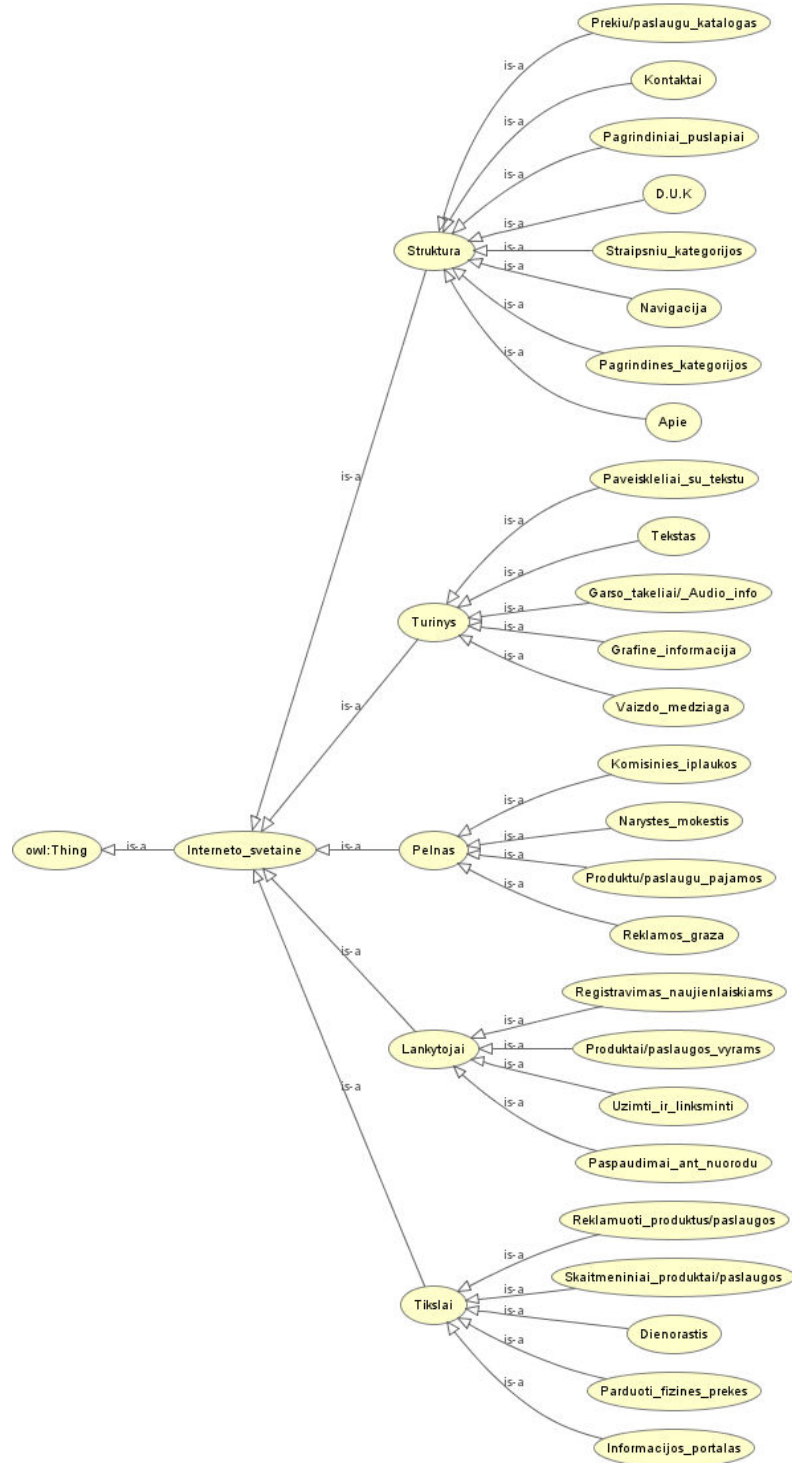 Prekiu/paslaugu_katalogas
is-a
Kontaktai
is-a
Pagrindiniai_puslapiai
is-a
D.U.K
is-a
Struktura
is-a
Straipsniu_kategorijos
is-a
Navigacija
is-a
Pagrindines_kategorijos
is-a
Apie
is-a
Paveiskleliai_su_tekstu
is-a
Tekstas
is-a
Garso_takeliai/_Audio_info
is-a
Turinys
is-a
Grafine_informacija
is-a
Vaizdo_medziaga
is-a
Komisinies_iplaukos
is-a
Narystes_mokestis
is-a
owl:Thing
is-a
Interneto_svetaine
is-a
Pelnas
is-a
Produktu/paslaugu_pajamos
is-a
Reklamos_graza
is-a
Registravimas_naujienlaiskiams
is-a
Lankytojai
is-a
Produktai/paslaugos_vyrams
is-a
Uzimti_ir_linksminti
is-a
Paspaudimai_ant_nuorodu
is-a
Reklamuoti_produktus/paslaugos
is-a
Skaitmeniniai_produktai/paslaugos
is-a
Tikslai
is-a
Dienorastis
is-a
Parduoti_fizines_prekes
is-a
Informacijos_portalas